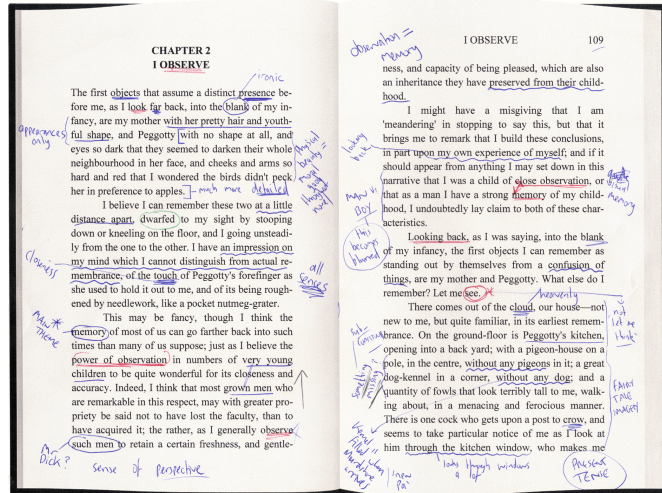 CHAPTER 2
I OBSERVE
ironic
The first objects that assume a distinct presence be-
fore me, as I look far back, into the blank of my in-
fancy, are my mother with her pretty hair and youth-
ful shape, and Peggotty with no shape at all, and
eyes so dark that they seemed to darken their whole
neighbourhood in her face, and cheeks and arms so
hard and red that I wondered the birds didn't peck
her in preference to apples.
- much more detailed
appearances
only
physical
beauty =
moral
I believe I can remember these two at a little
distance apart, dwarfed to my sight by stooping
down or kneeling on the floor, and I going unsteadi-
ly from the one to the other. I have an impression on
my mind which I cannot distinguish from actual re-
membrance, of the touch of Peggotty's forefinger as
she used to hold it out to me, and of its being rough-
ened by needlework, like a pocket nutmeg-grater.
closeness
all
senses
This may be fancy, though I think the
memory of most of us can go farther back into such
times than many of us suppose; just as I believe the
power of observation in numbers of very young
children to be quite wonderful for its closeness and
accuracy. Indeed, I think that most grown men who
are remarkable in this respect, may with greater pro-
priety be said not to have lost the faculty, than to
have acquired it; the rather, as I generally observe
such men to retain a certain freshness, and gentle-
MAIN
THEME
Mr
Dick?
sense of perspective
observation =
memory
I OBSERVE
109
ness, and capacity of being pleased, which are also
an inheritance they have preserved from their child-
hood.
I might have a misgiving that I am
'meandering' in stopping to say this, but that it
brings me to remark that I build these conclusions,
in part upon my own experience of myself; and if it
should appear from anything I may set down in this
narrative that I was a child of close observation, or
that as a man I have a strong memory of my child-
hood, I undoubtedly lay claim to both of these char-
acteristics.
looking
back
MAN vs
BOY
this
becomes
blurred
visual
memory
Looking back, as I was saying, into the blank
of my infancy, the first objects I can remember as
standing out by themselves from a confusion of
things, are my mother and Peggotty. What else do I
remember? Let me see.
heavenly
There comes out of the cloud, our house—not
new to me, but quite familiar, in its earliest remem-
brance. On the ground-floor is Peggotty's kitchen,
opening into a back yard; with a pigeon-house on a
pole, in the centre, without any pigeons in it; a great
dog-kennel in a corner, without any dog; and a
quantity of fowls that look terribly tall to me, walk-
ing about, in a menacing and ferocious manner.
There is one cock who gets upon a post to crow, and
seems to take particular notice of me as I look at
him through the kitchen window, who makes me
not
'let me
think'
something
missing?
FAIRY
TALE
IMAGERY
Kennel
filled when
Murdstone
arrives
looks through windows
a lot
PRESENT
TENSE